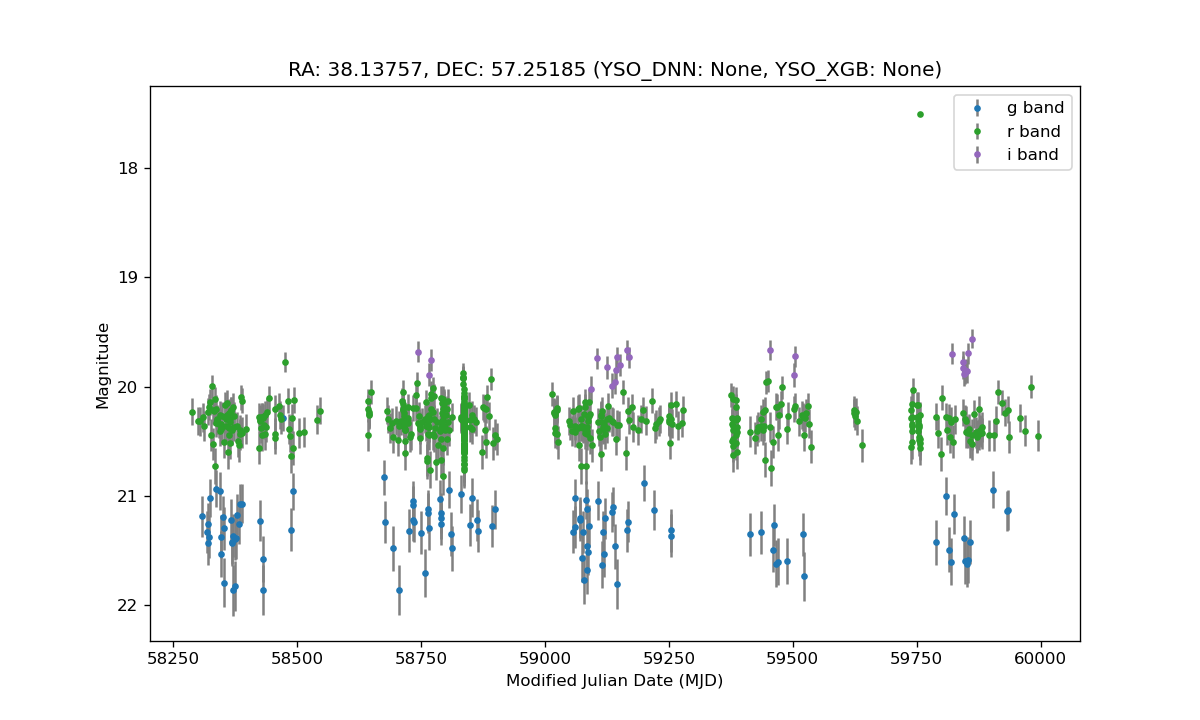 RA: 38.13757, DEC: 57.25185 (YSO_DNN: None, YSO_XGB: None)
g band
r band
i band
18
19
20
21
22
Magnitude
58250 58500 58750 59000 59250 59500 59750 60000
Modified Julian Date (MJD)